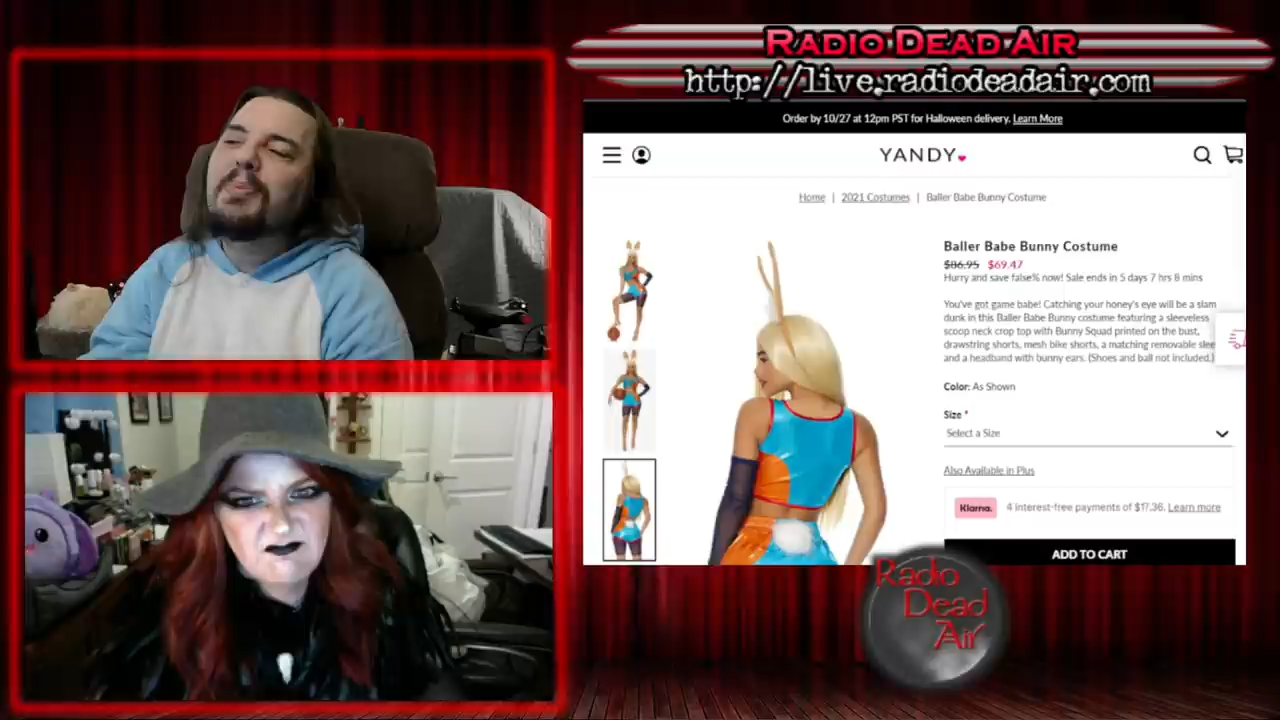 RADIO DEAD AIR
http://live.radiodeadair.com
Order by 10/27 at 12pm PST for Halloween delivery. Learn More
YANDY
Home | 2021 Costumes | Baller Babe Bunny Costume
Baller Babe Bunny Costume
$86.95 $69.47
Hurry and save false% now! Sale ends in 5 days 7 hrs 8 mins
You've got game babe! Catching your honey's eye will be a slam
dunk in this Baller Babe Bunny costume featuring a sleeveless
scoop neck crop top with Bunny Squad printed on the bust,
drawstring shorts, mesh bike shorts, a matching removable slee
and a headband with bunny ears. (Shoes and ball not included.)
Color: As Shown
Size *
Select a Size
Also Available in Plus
Klarna. 4 interest-free payments of $17.36. Learn more
ADD TO CART
Radio
Dead
Air